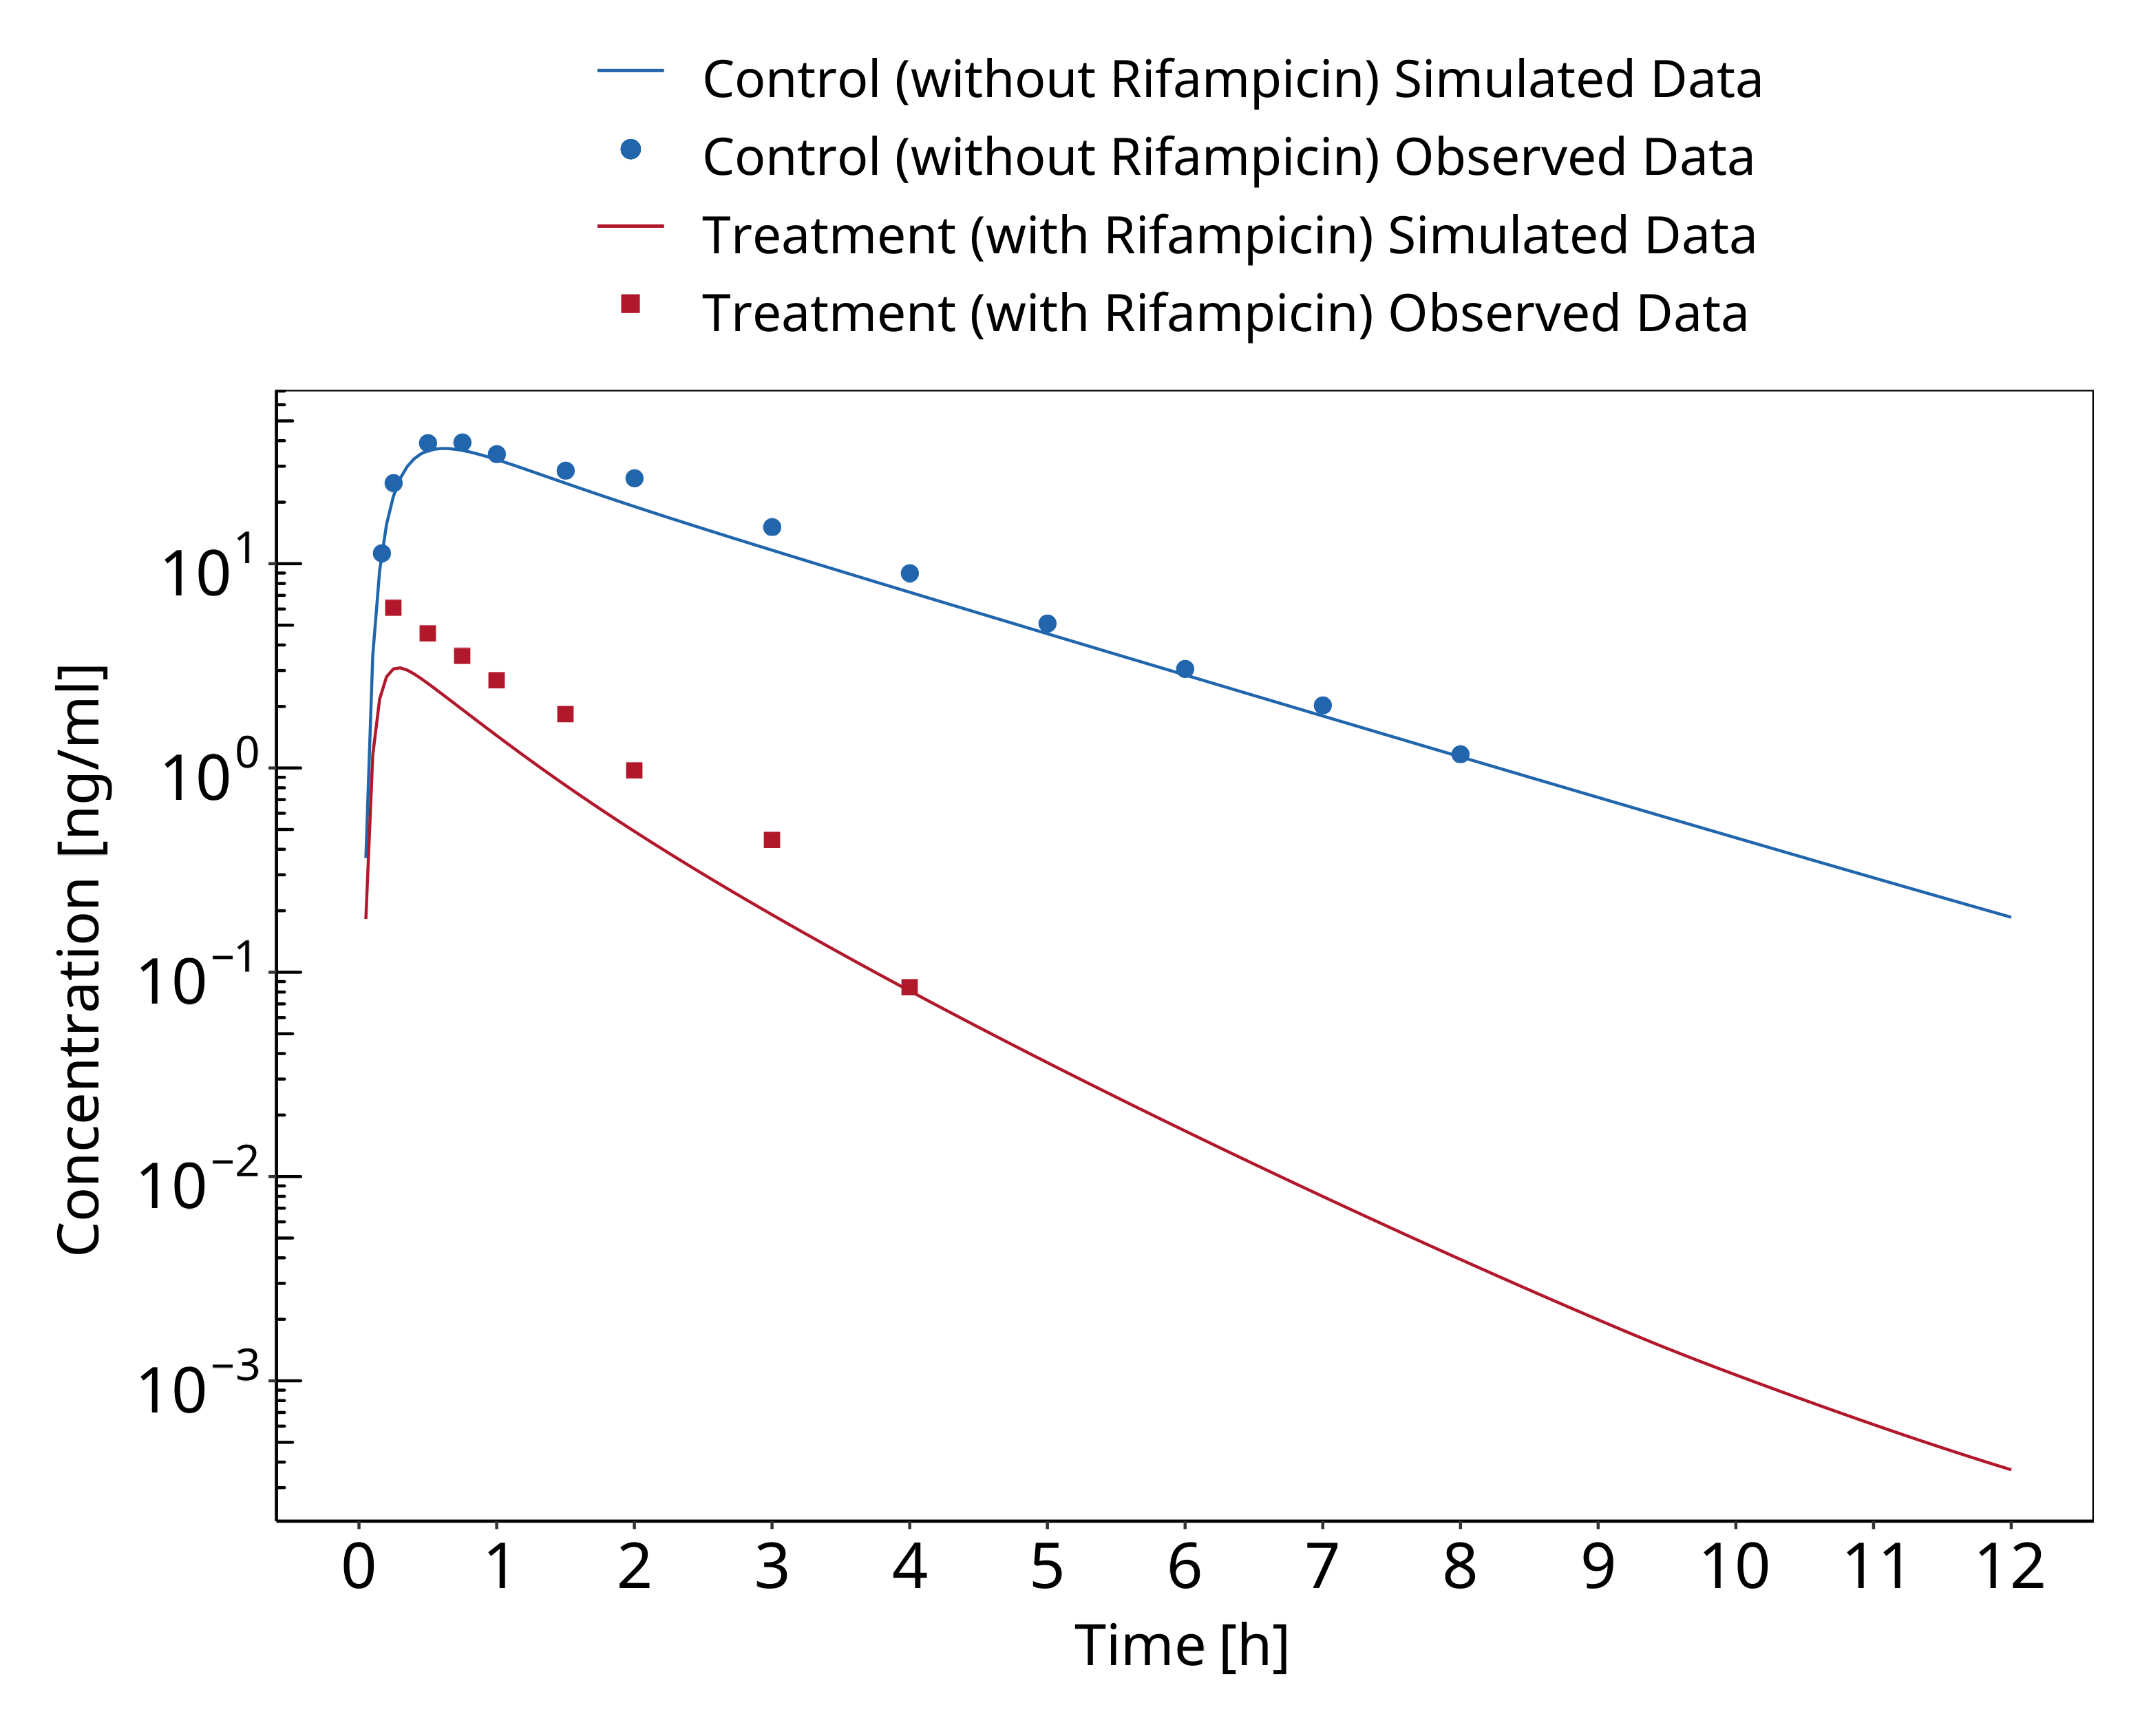 Control (without Rifampicin) Simulated Data
Control (without Rifampicin) Observed Data
Treatment (with Rifampicin) Simulated Data
Treatment (with Rifampicin) Observed Data
Concentration [ng/ml]
10^1
10^0
10^−1
10^−2
10^−3
0 1 2 3 4 5 6 7 8 9 10 11 12
Time [h]